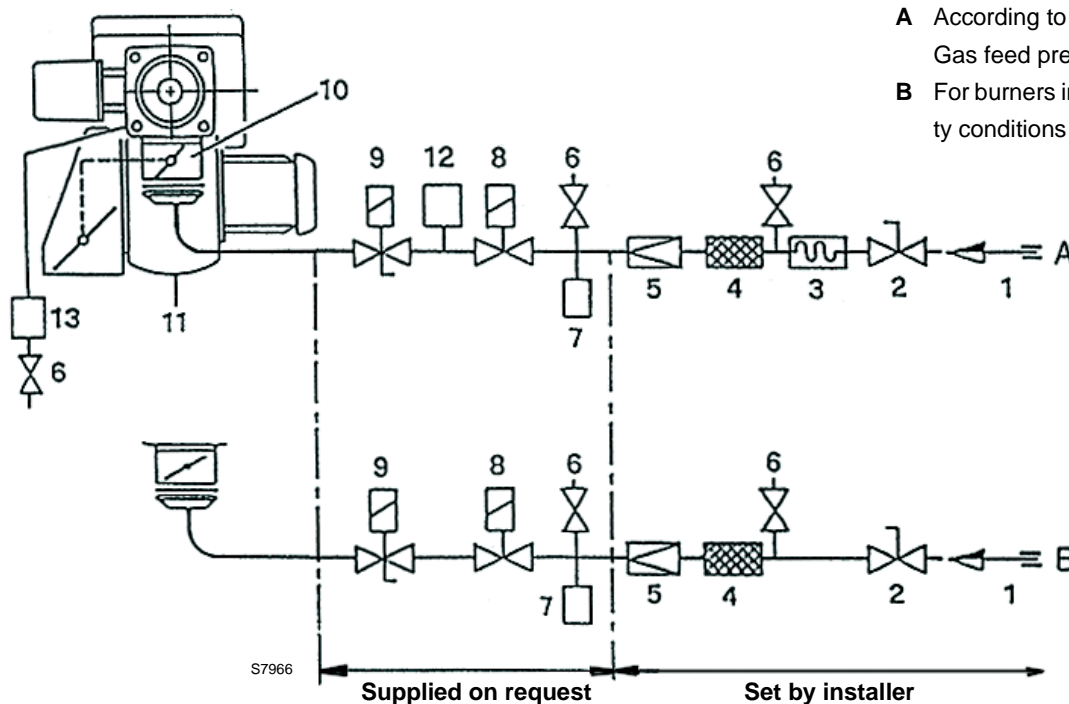 A According to
Gas feed pre
B For burners in
ty conditions
10
9 12 8 6 6
A
5 4 3 2 1
7
13
11
6
9 8 6 6
B
5 4 2 1
7
S7966
Supplied on request Set by installer